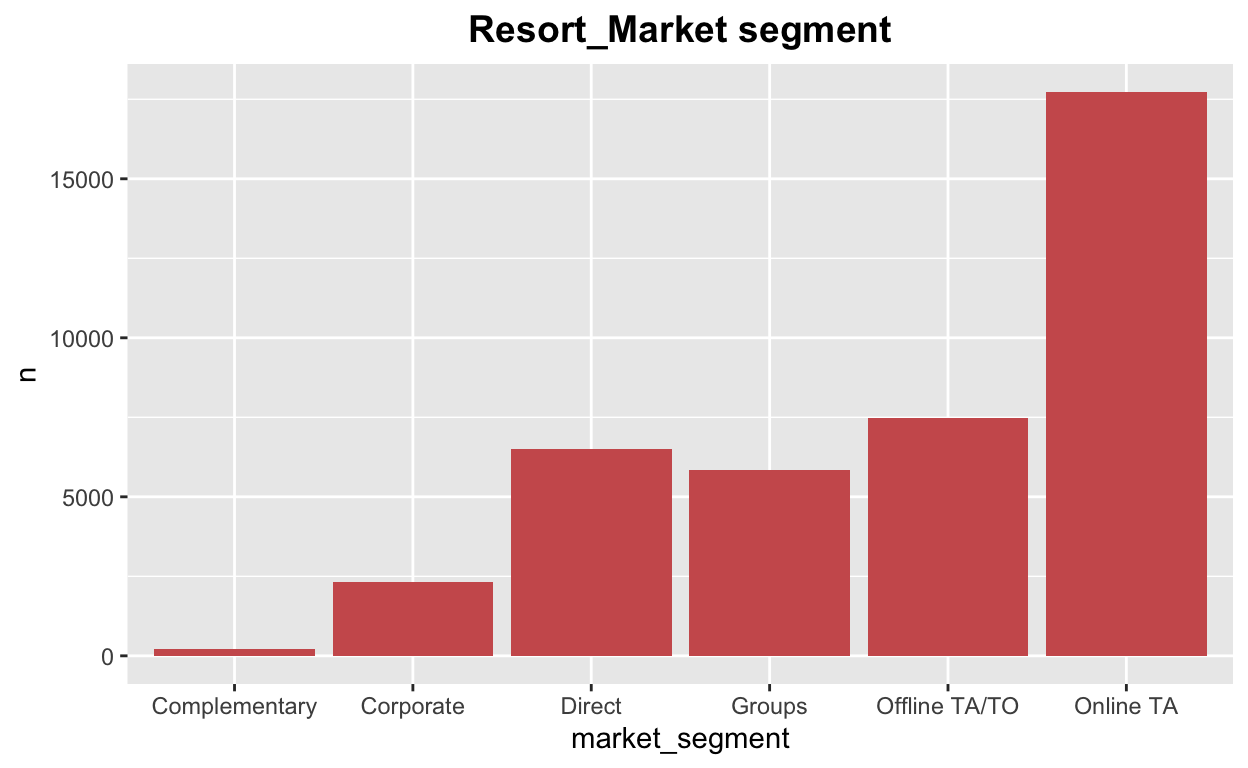 Resort_Market segment
15000
10000
5000
0
n
Complementary Corporate Direct Groups Offline TA/TO Online TA
market_segment